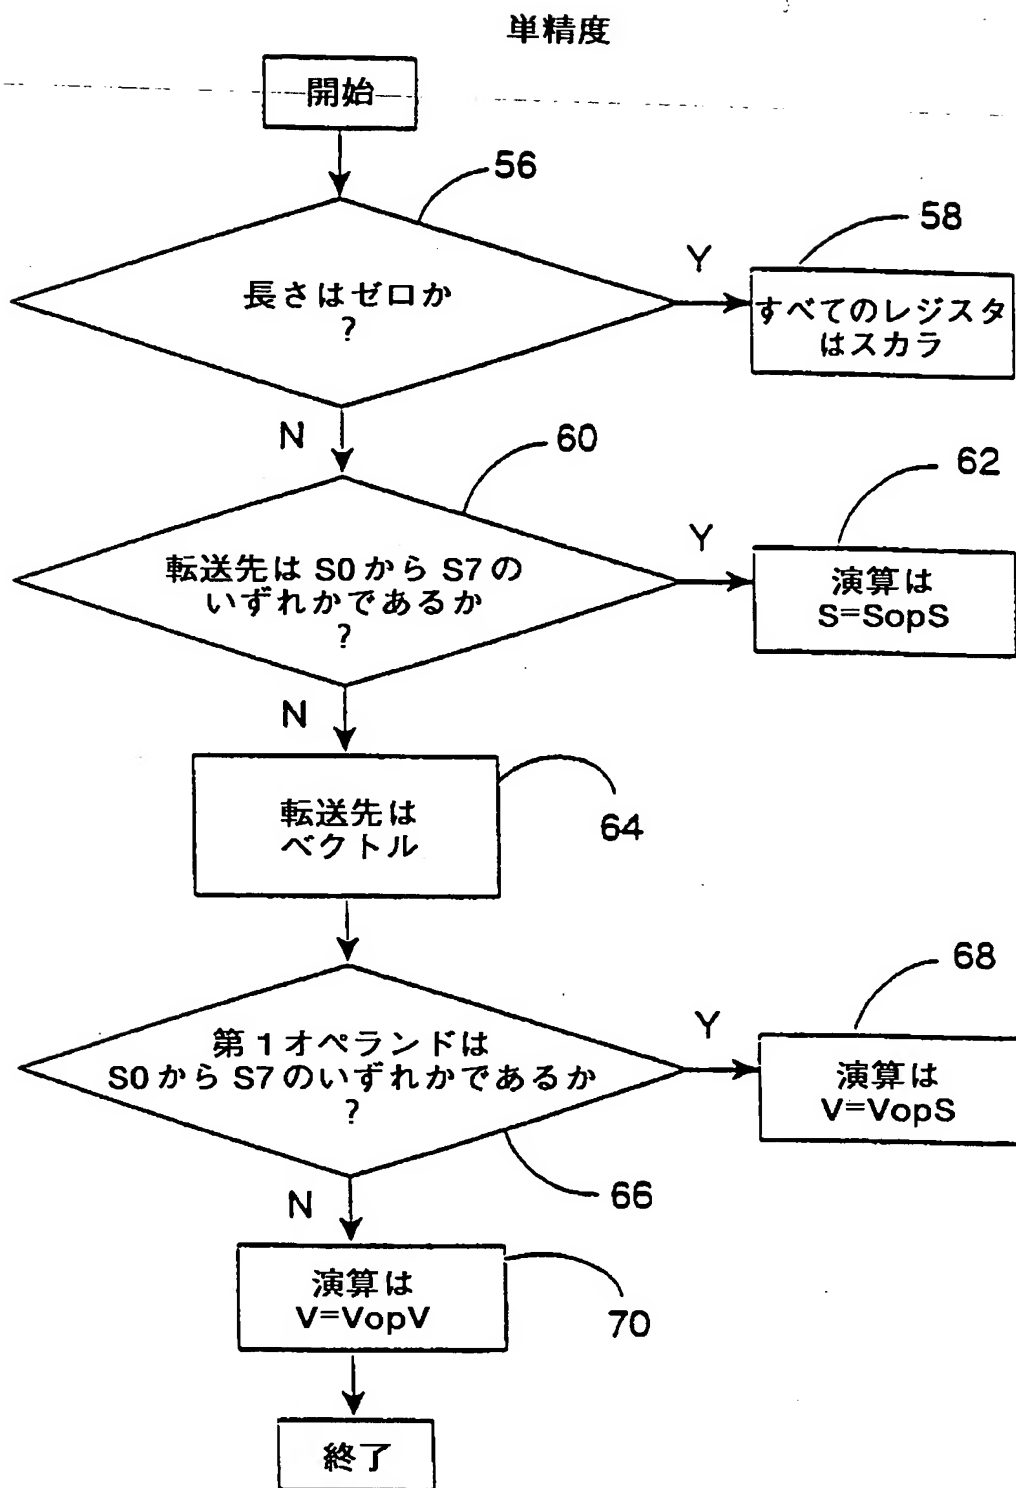 単精度
開始
56
長さはゼロか
?
Y
58
すべてのレジスタ
はスカラ
N
60
転送先は S0 から S7 の
いずれかであるか
?
Y
62
演算は
S=SopS
N
転送先は
ベクトル
64
第1オペランドは
S0 から S7 のいずれかであるか
?
Y
68
演算は
V=VopS
66
N
演算は
V=VopV
70
終了